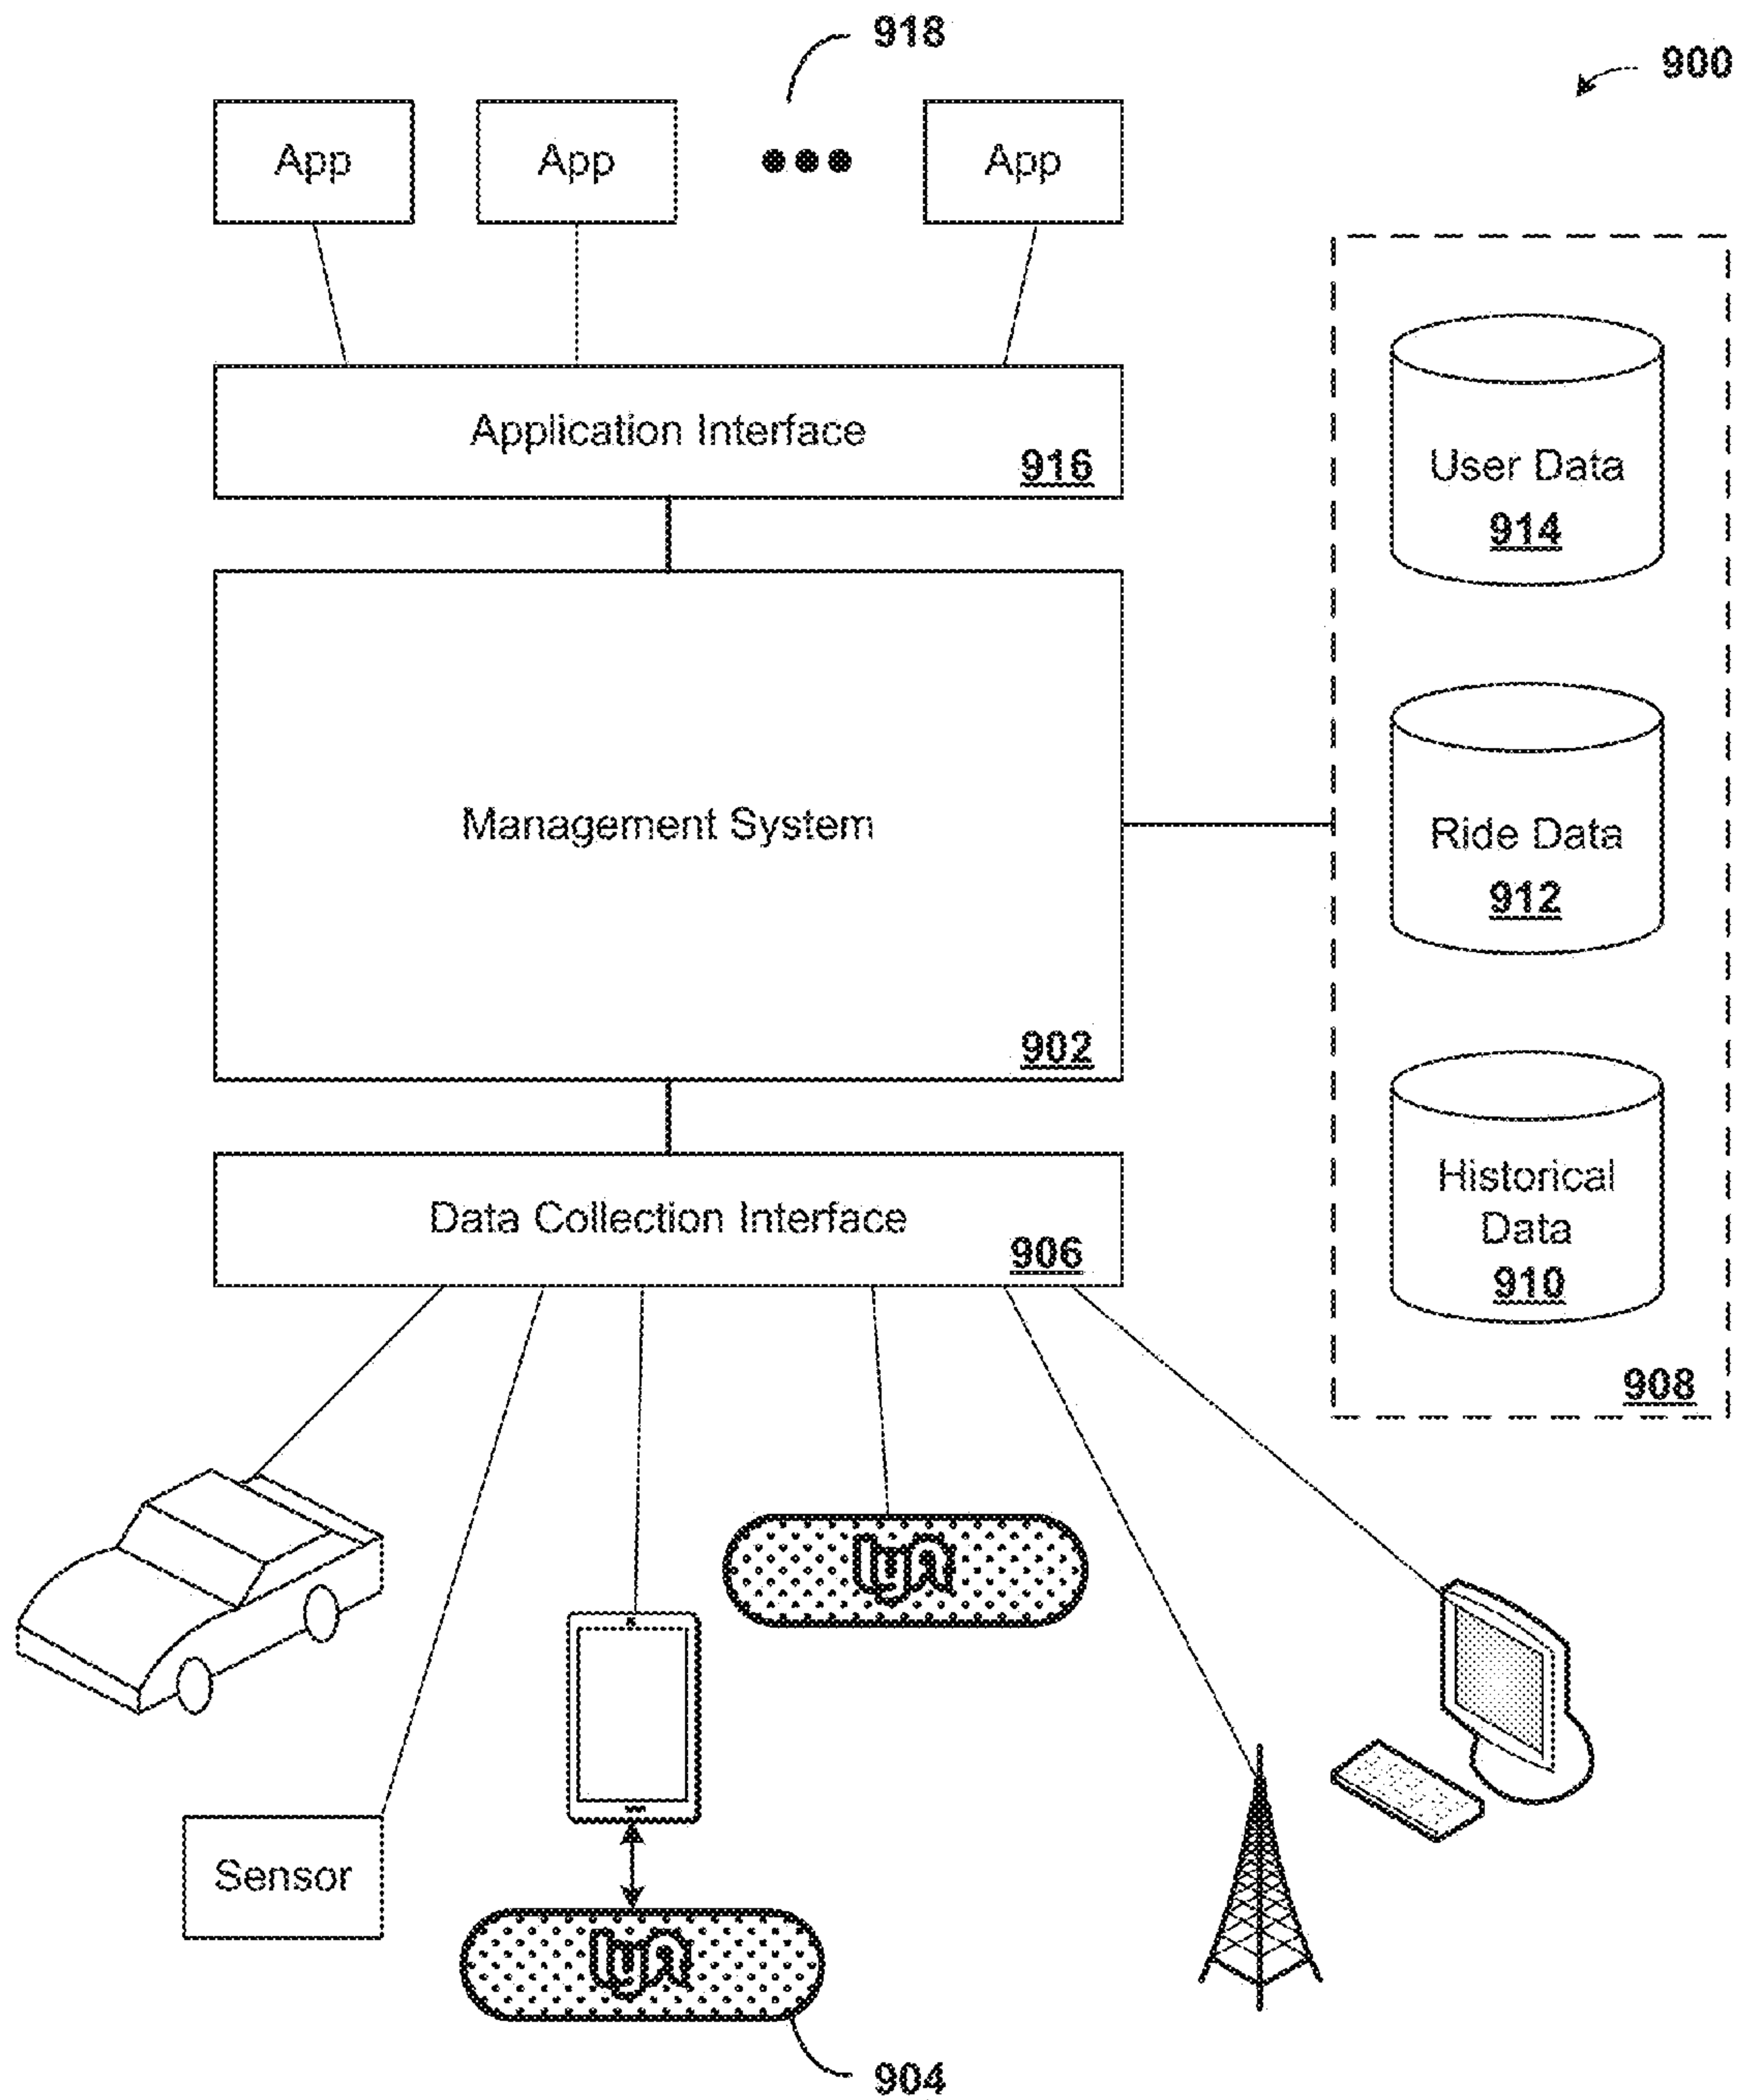 918
900
App
App
App
Application Interface
916
User Data
914
Management System
902
Ride Data
912
Data Collection Interface
906
Historical
Data
910
908
lyft
Sensor
lyft
904